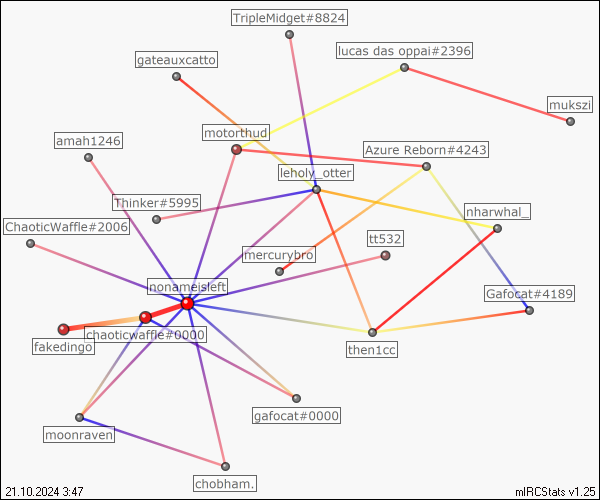 TripleMidget#8824
lucas das oppai#2396
gateauxcatto
mukszi
motorthud
amah1246
Azure Reborn#4243
leholy_otter
Thinker#5995
nharwhal_
ChaoticWaffle#2006
tt532
mercurybro
nonameisleft
Gafocat#4189
chaoticwaffle#0000
fakedingo
then1cc
gafocat#0000
moonraven
chobham.
21.10.2024 3:47
mIRCStats v1.25